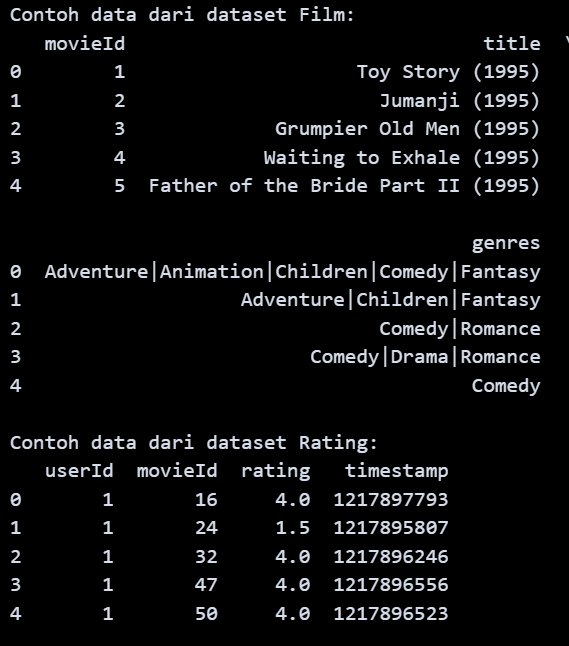 Contoh data dari dataset Film:
   movieId                               title  \
0        1                    Toy Story (1995)
1        2                      Jumanji (1995)
2        3             Grumpier Old Men (1995)
3        4            Waiting to Exhale (1995)
4        5  Father of the Bride Part II (1995)

                                        genres
0  Adventure|Animation|Children|Comedy|Fantasy
1                   Adventure|Children|Fantasy
2                               Comedy|Romance
3                         Comedy|Drama|Romance
4                                       Comedy

Contoh data dari dataset Rating:
   userId  movieId  rating   timestamp
0       1       16     4.0  1217897793
1       1       24     1.5  1217895807
2       1       32     4.0  1217896246
3       1       47     4.0  1217896556
4       1       50     4.0  1217896523